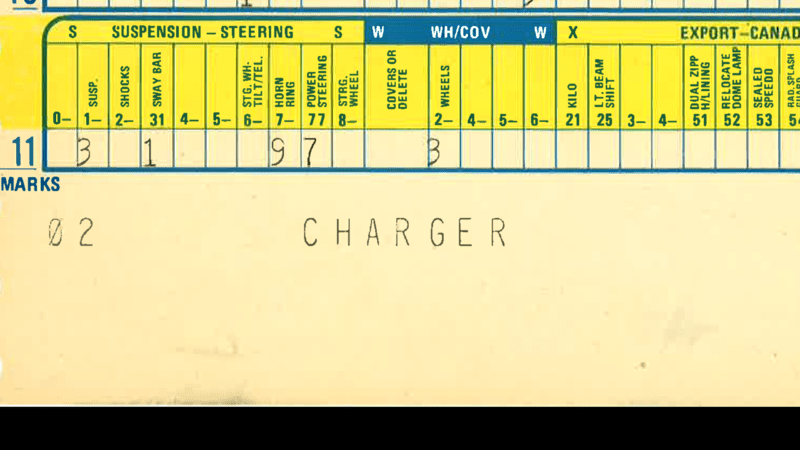 S SUSPENSION – STEERING S W WH/COV W X EXPORT–CANAD
SUSP. SHOCKS SWAY BAR STG. WH- TILT/TEL. HORN RING POWER STEERING STRG. WHEEL COVERS OR DELETE WHEELS KILO LT. BEAM SHIFT DUAL ZIPP H/LINING RELOCATE DOME LAMP SEALED SPEEDO RAD. SPLASH
0– 1– 2– 31 4– 5– 6– 7– 77 8– 2– 4– 5– 6– 21 25 3– 4– 51 52 53
11 3 1 9 7 3
MARKS
02 CHARGER